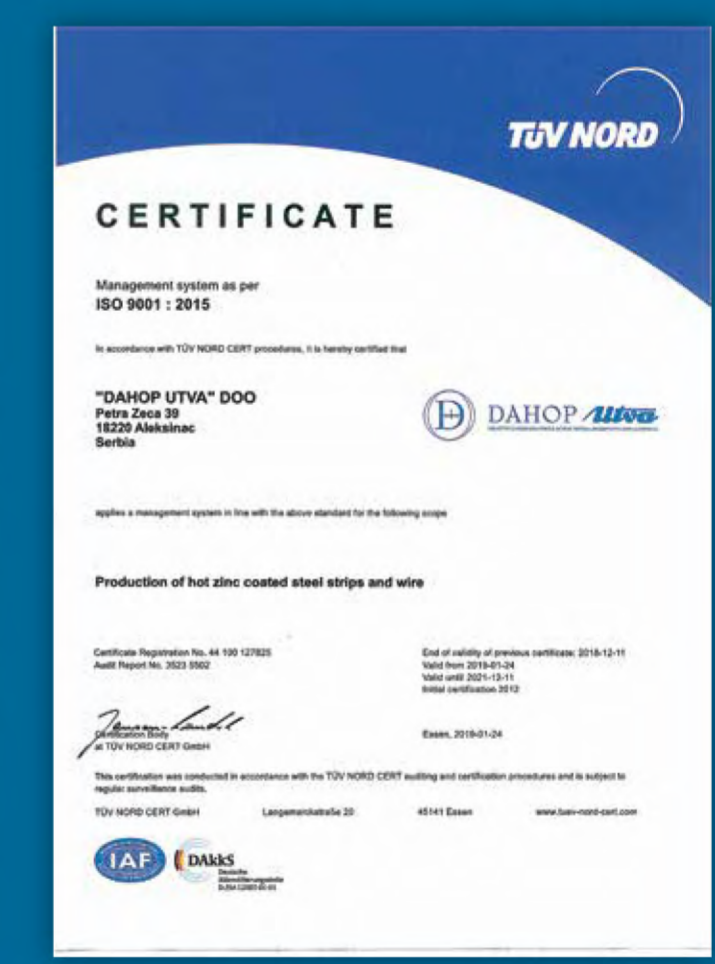 TÜV NORD
CERTIFICATE
Management system as per
ISO 9001 : 2015
In accordance with TÜV NORD CERT procedures, it is hereby certified that
"DAHOP UTVA" DOO
Petra Zeca 39
18220 Aleksinac
Serbia
DAHOP Utva
applies a management system in line with the above standard for the following scope
Production of hot zinc coated steel strips and wire
Certificate Registration No. 44 100 127825
Audit Report No. 3523 5502
End of validity of previous certificate: 2018-12-11
Valid from 2019-01-24
Valid until 2021-12-11
Initial certification 2012
Certification Body
at TÜV NORD CERT GmbH
Essen, 2019-01-24
This certification was conducted in accordance with the TÜV NORD CERT auditing and certification procedures and is subject to
regular surveillance audits.
TÜV NORD CERT GmbH Langemarckstraße 20 45141 Essen www.tuev-nord-cert.com
IAF
DAkkS
Deutsche
Akkreditierungsstelle